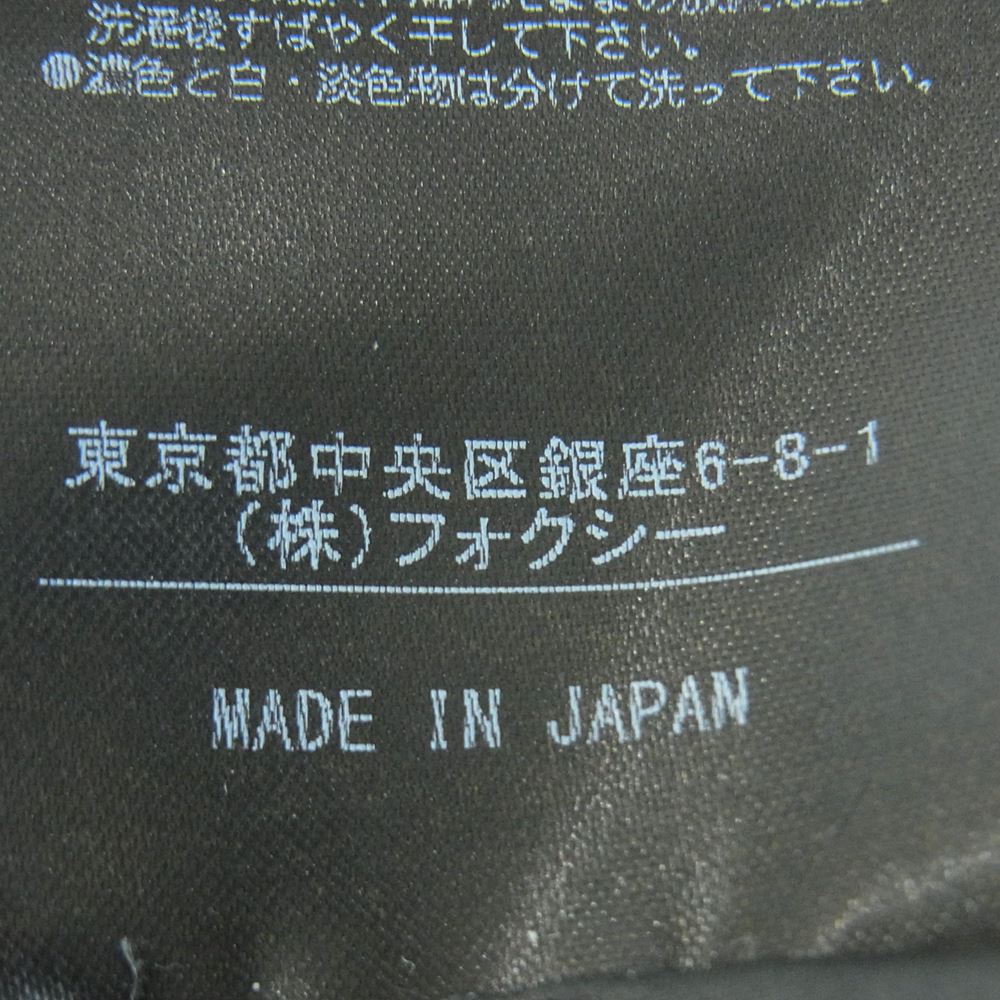 洗濯後すばやく干して下さい。
●濃色と白・淡色物は分けて洗って下さい。
東京都中央区銀座6-8-1
(株)フォクシー
MADE IN JAPAN